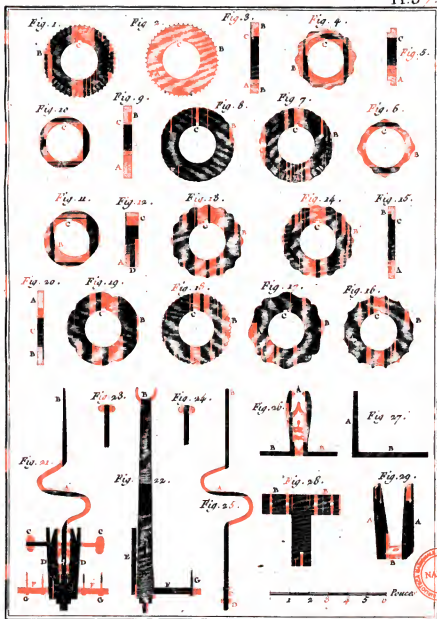 Fig. 1.
Fig. 2.
Fig. 3.
Fig. 4.
Fig. 5.
B
C
C
B
C
A
B
C
B
C
A
Fig. 10.
Fig. 9.
Fig. 8.
Fig. 7.
Fig. 6.
C
B
C
A
C
B
C
B
C
B
Fig. 11.
Fig. 12.
Fig. 13.
Fig. 14.
Fig. 15.
C
B
C
A
D
C
B
C
B
B
C
A
Fig. 20.
Fig. 19.
Fig. 18.
Fig. 17.
Fig. 16.
A
C
B
C
B
C
B
C
B
C
B
Fig. 23.
Fig. 24.
B
B
B
Fig. 26.
Fig. 27.
A
A
B
B
B
Fig. 21.
Fig. 22.
Fig. 25.
Fig. 28.
Fig. 29.
A
B
B
A
A
B
C
C
D
D
E
F
G
F
F
G
G
D
1 2 3 4 5 6 Pouces
NA